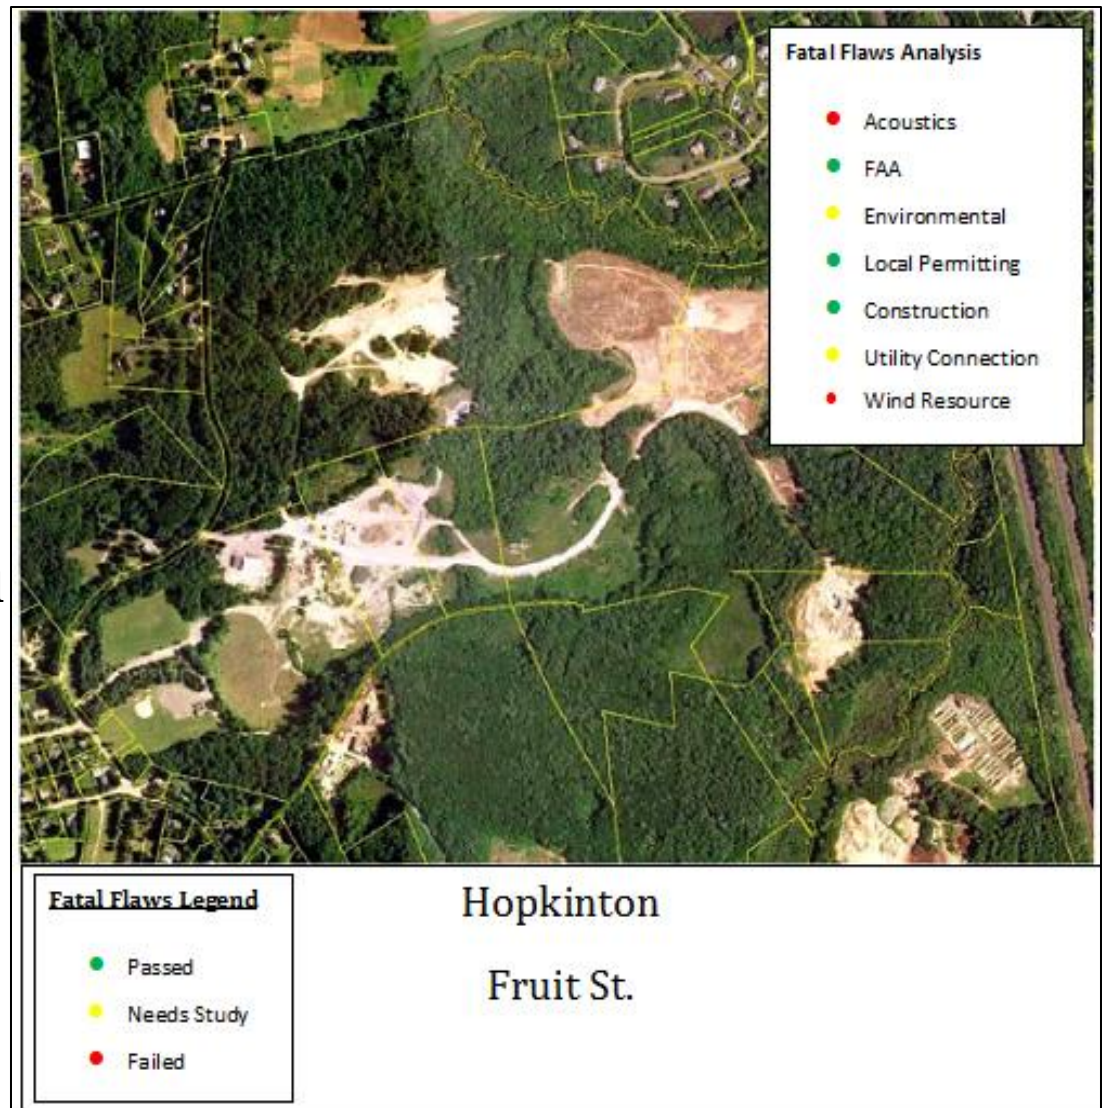 Fatal Flaws Analysis
Acoustics
FAA
Environmental
Local Permitting
Construction
Utility Connection
Wind Resource
Fatal Flaws Legend
Passed
Needs Study
Failed
Hopkinton
Fruit St.